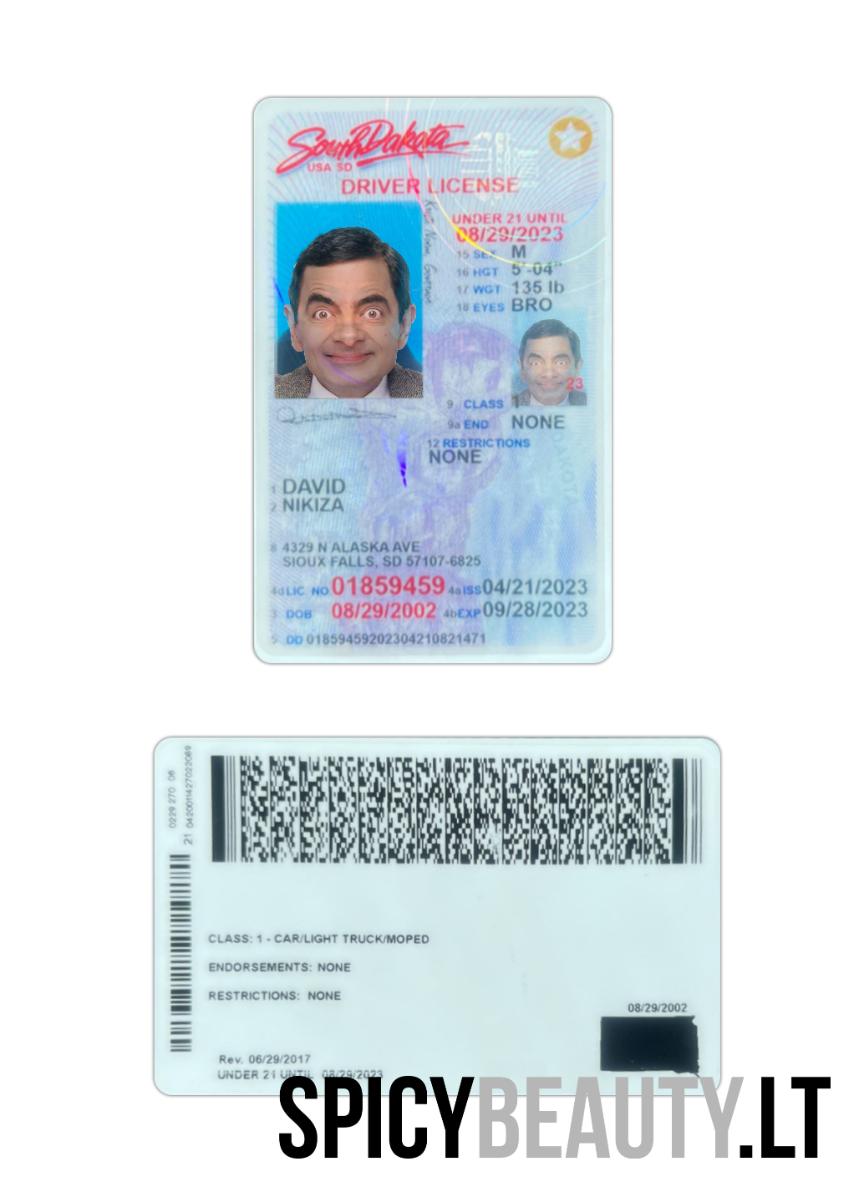 South Dakota
USA SD
DRIVER LICENSE
UNDER 21 UNTIL
08/29/2023
15 SEX M
16 HGT 5'-04"
17 WGT 135 lb
18 EYES BRO
23
9 CLASS 1
9a END NONE
12 RESTRICTIONS
NONE
1 DAVID
2 NIKIZA
8 4329 N ALASKA AVE
SIOUX FALLS, SD 57107-6825
4d LIC NO 01859459 4a ISS 04/21/2023
3 DOB 08/29/2002 4b EXP 09/28/2023
5 DD 01859459202304210821471
0229 270 06
CLASS: 1 - CAR/LIGHT TRUCK/MOPED
ENDORSEMENTS: NONE
RESTRICTIONS: NONE
08/29/2002
Rev. 06/29/2017
UNDER 21 UNTIL 08/29/2023
SPICYBEAUTY.LT